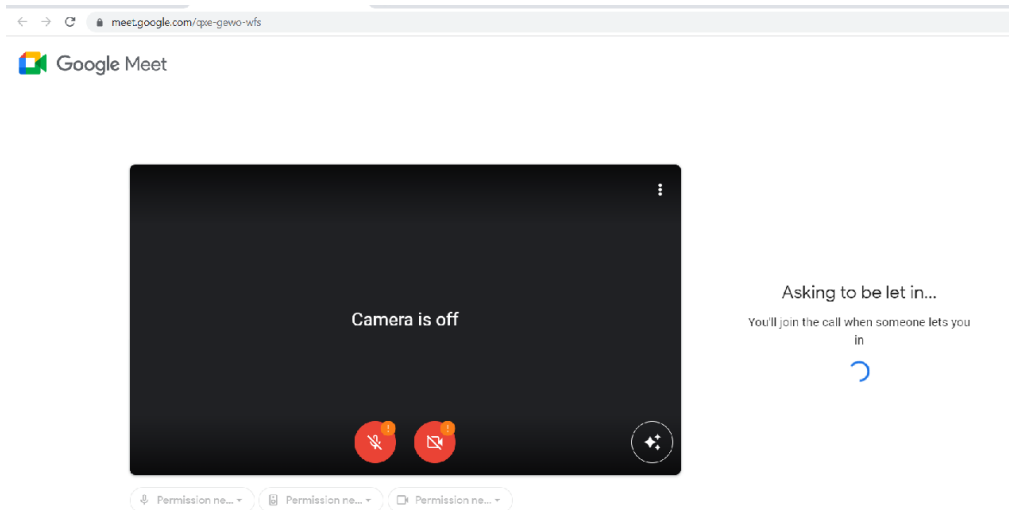 meet.google.com/qxe-gewo-wfs
Google Meet
Camera is off
Asking to be let in...
You'll join the call when someone lets you
in
Permission ne...
Permission ne...
Permission ne...